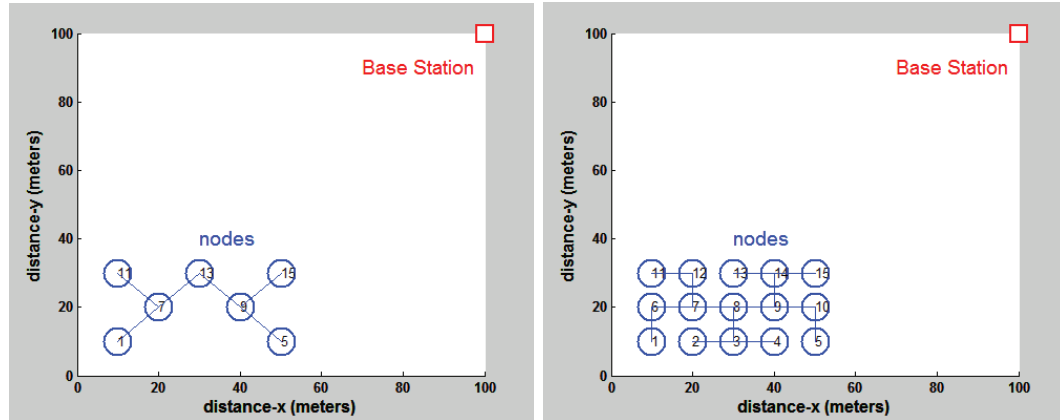 100
80
60
40
20
0
distance-y (meters)
Base Station
nodes
11 13 15
7 9
1 5
0 20 40 60 80 100
distance-x (meters)
100
80
60
40
20
0
distance-y (meters)
Base Station
nodes
11 12 13 14 15
6 7 8 9 10
1 2 3 4 5
0 20 40 60 80 100
distance-x (meters)